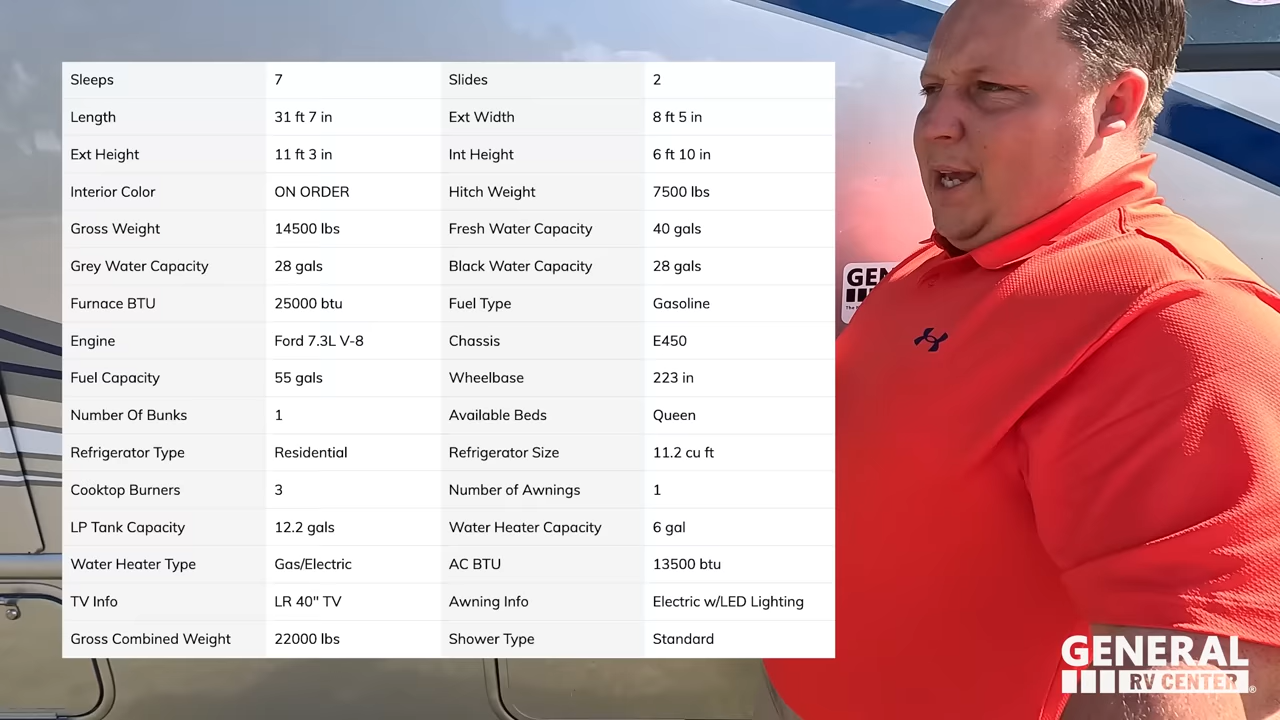 Sleeps 7 Slides 2
Length 31 ft 7 in Ext Width 8 ft 5 in
Ext Height 11 ft 3 in Int Height 6 ft 10 in
Interior Color ON ORDER Hitch Weight 7500 lbs
Gross Weight 14500 lbs Fresh Water Capacity 40 gals
Grey Water Capacity 28 gals Black Water Capacity 28 gals
Furnace BTU 25000 btu Fuel Type Gasoline
Engine Ford 7.3L V-8 Chassis E450
Fuel Capacity 55 gals Wheelbase 223 in
Number Of Bunks 1 Available Beds Queen
Refrigerator Type Residential Refrigerator Size 11.2 cu ft
Cooktop Burners 3 Number of Awnings 1
LP Tank Capacity 12.2 gals Water Heater Capacity 6 gal
Water Heater Type Gas/Electric AC BTU 13500 btu
TV Info LR 40" TV Awning Info Electric w/LED Lighting
Gross Combined Weight 22000 lbs Shower Type Standard
GEN
GENERAL
RV CENTER®